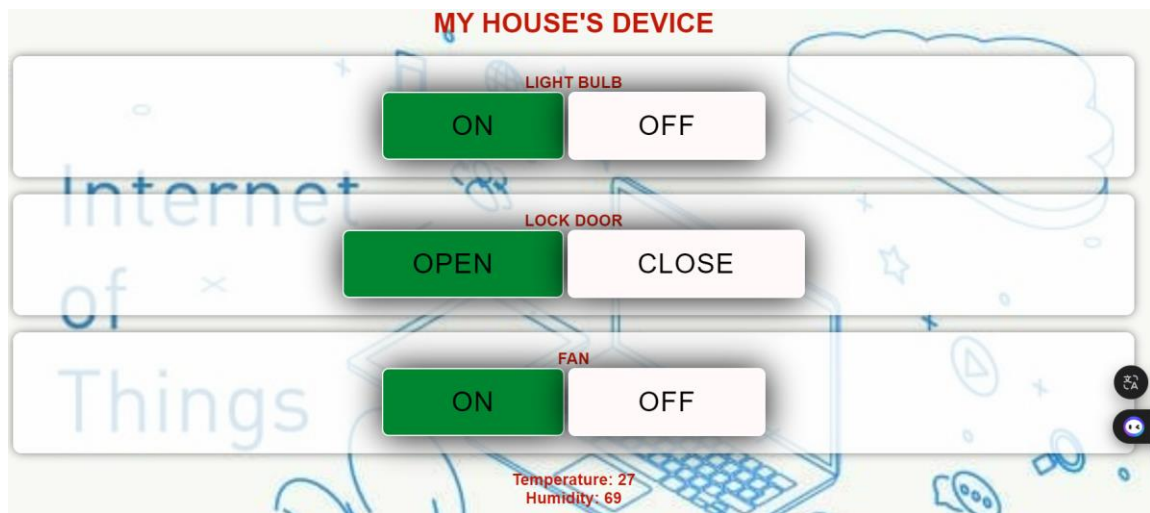 MY HOUSE'S DEVICE
LIGHT BULB
ON OFF
Internet
LOCK DOOR
OPEN CLOSE
of
FAN
ON OFF
Things
Temperature: 27
Humidity: 69